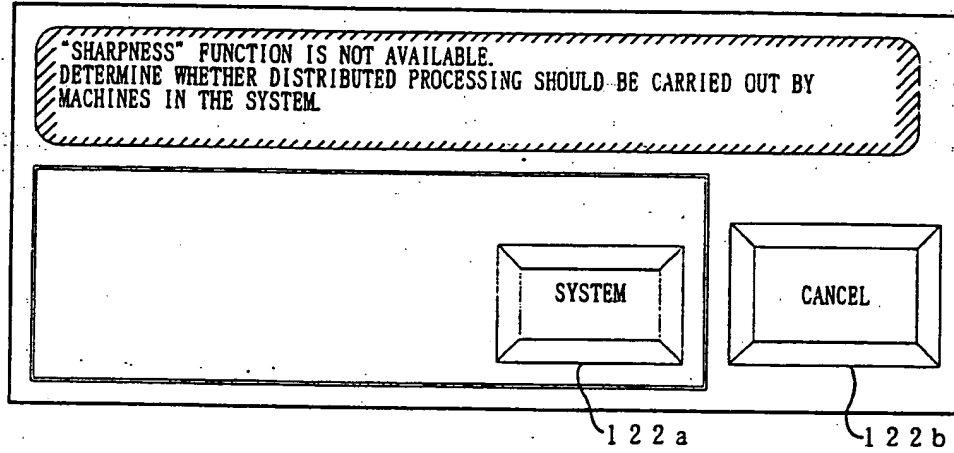 "SHARPNESS" FUNCTION IS NOT AVAILABLE.
DETERMINE WHETHER DISTRIBUTED PROCESSING SHOULD BE CARRIED OUT BY
MACHINES IN THE SYSTEM.
SYSTEM
CANCEL
122a
122b